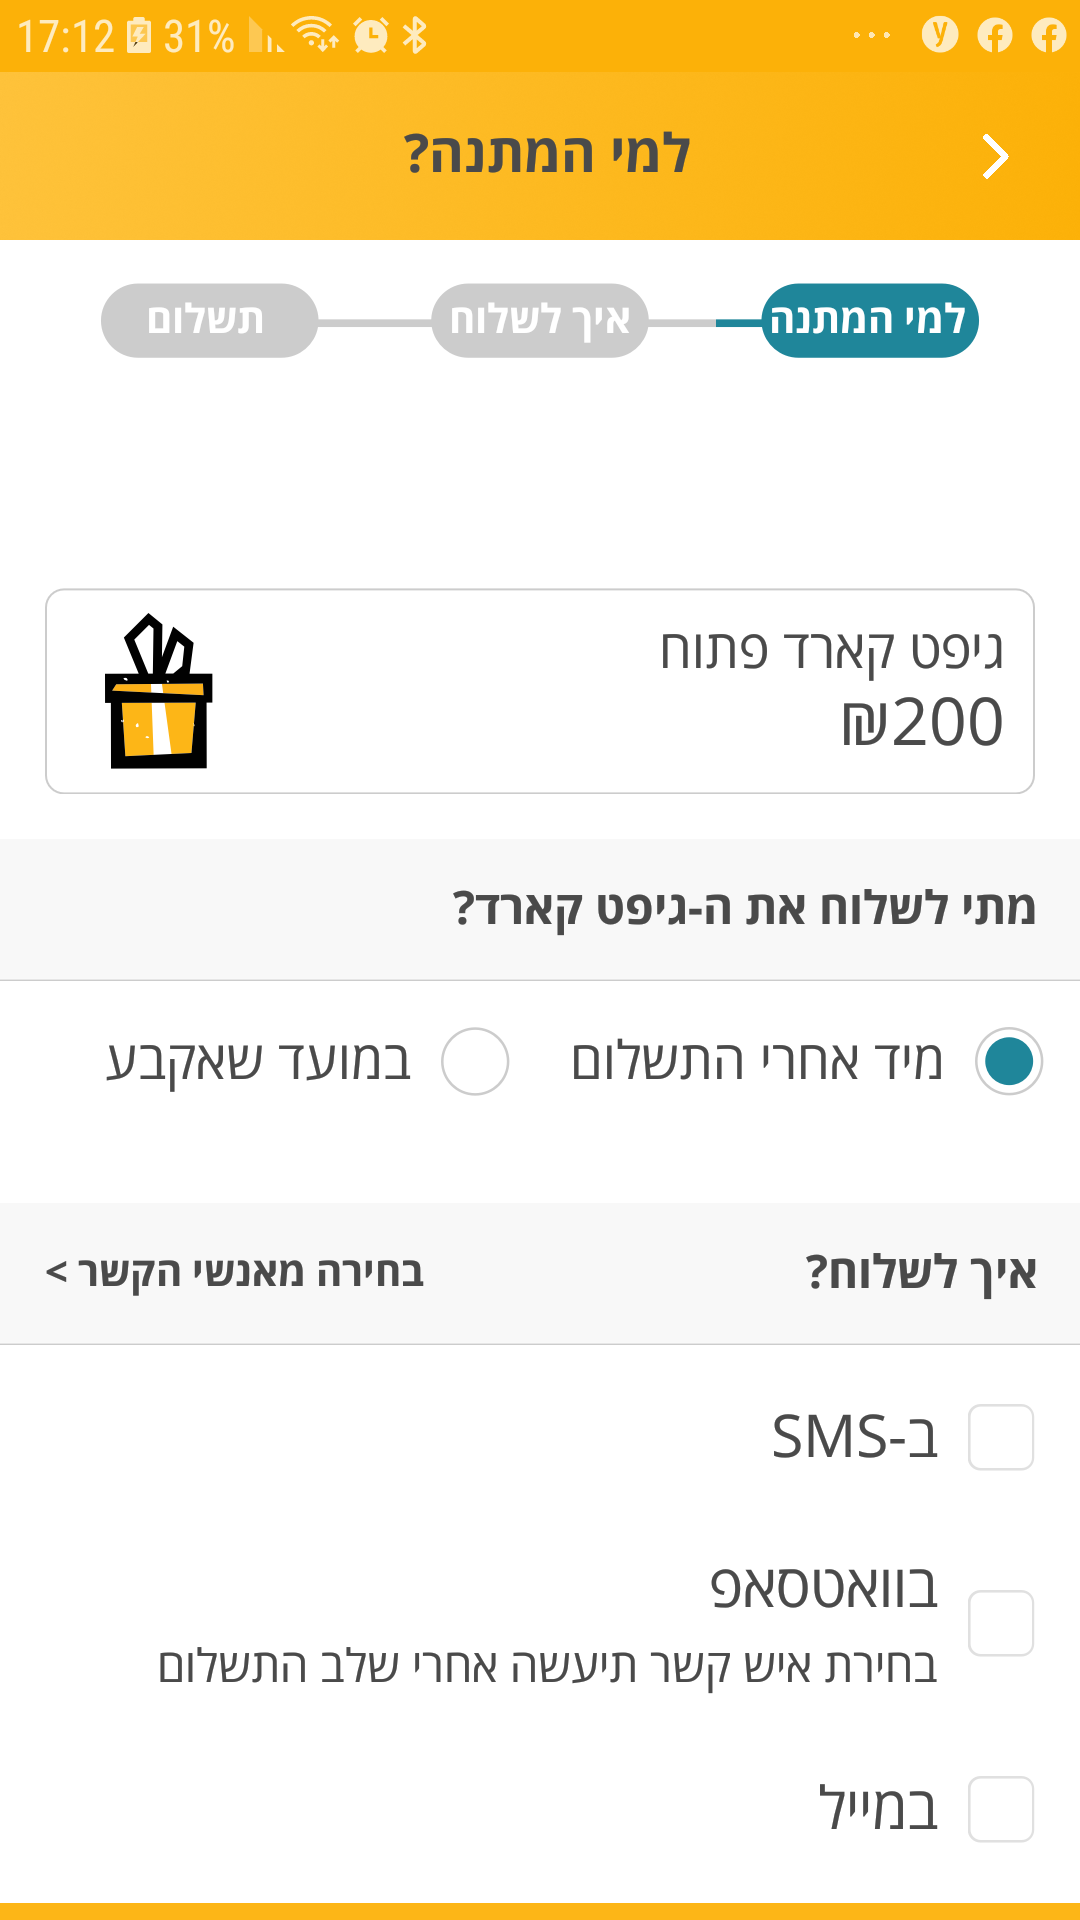 17:12 31%
למי המתנה?
למי המתנה
איך לשלוח
תשלום
גיפט קארד פתוח
₪200
מתי לשלוח את ה-גיפט קארד?
מיד אחרי התשלום
במועד שאקבע
איך לשלוח?
בחירה מאנשי הקשר >
ב-SMS
בוואטסאפ
בחירת איש קשר תיעשה אחרי שלב התשלום
במייל